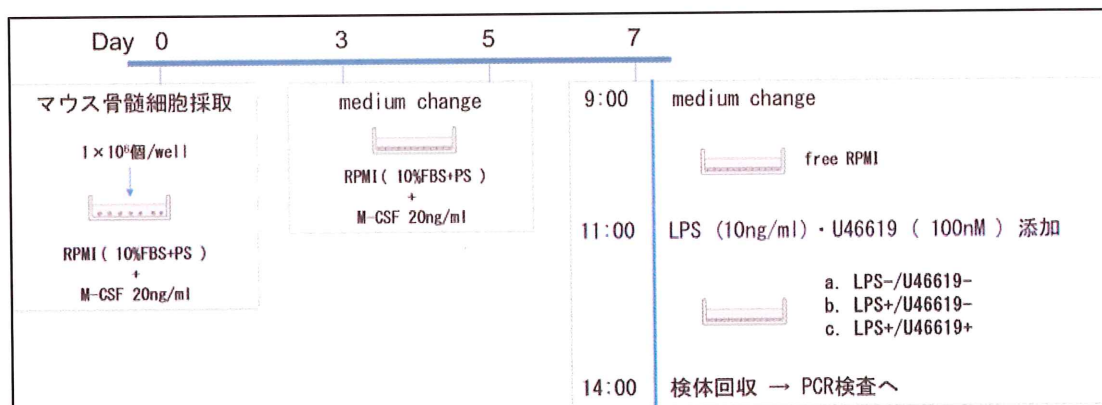 Day 0 3 5 7
マウス骨髄細胞採取
1×10⁶個/well
RPMI( 10%FBS+PS )
+
M-CSF 20ng/ml
medium change
RPMI( 10%FBS+PS )
+
M-CSF 20ng/ml
9:00 medium change
free RPMI
11:00 LPS (10ng/ml)・U46619 ( 100nM ) 添加
a. LPS-/U46619-
b. LPS+/U46619-
c. LPS+/U46619+
14:00 検体回収 → PCR検査へ